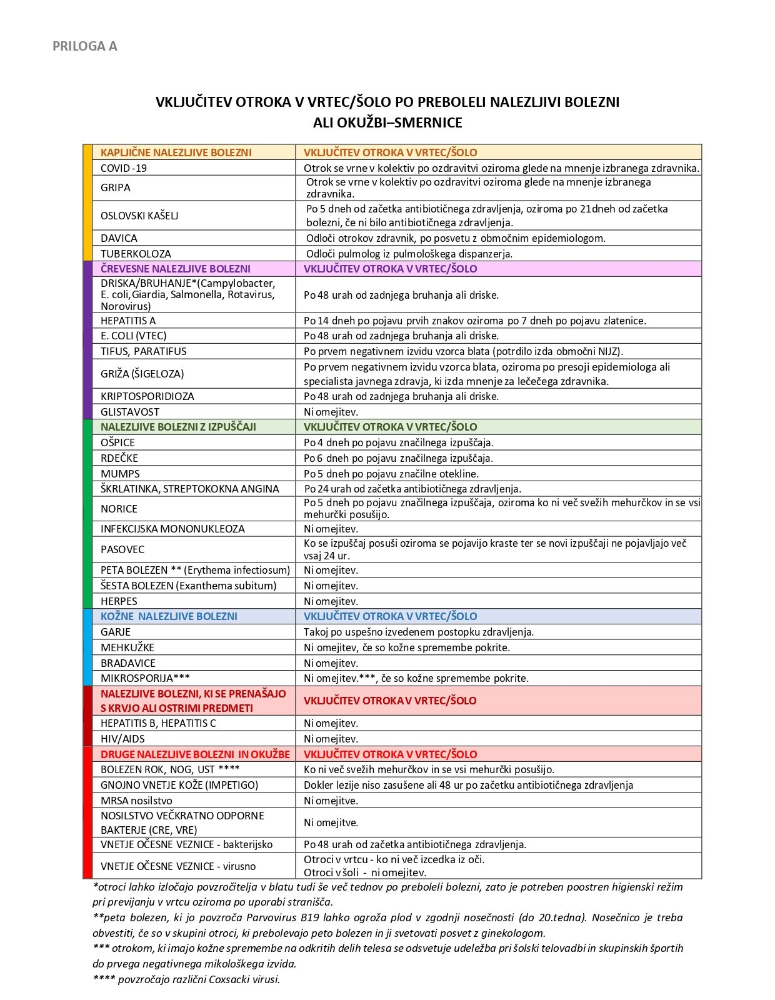 PRILOGA A
VKLJUČITEV OTROKA V VRTEC/ŠOLO PO PREBOLELI NALEZLJIVI BOLEZNI
ALI OKUŽBI–SMERNICE
KAPLJIČNE NALEZLJIVE BOLEZNI VKLJUČITEV OTROKA V VRTEC/ŠOLO
COVID -19 Otrok se vrne v kolektiv po ozdravitvi oziroma glede na mnenje izbranega zdravnika.
GRIPA Otrok se vrne v kolektiv po ozdravitvi oziroma glede na mnenje izbranega
zdravnika.
OSLOVSKI KAŠELJ Po 5 dneh od začetka antibiotičnega zdravljenja, oziroma po 21dneh od začetka
bolezni, če ni bilo antibiotičnega zdravljenja.
DAVICA Odloči otrokov zdravnik, po posvetu z območnim epidemiologom.
TUBERKOLOZA Odloči pulmolog iz pulmološkega dispanzerja.
ČREVESNE NALEZLJIVE BOLEZNI VKLJUČITEV OTROKA V VRTEC/ŠOLO
DRISKA/BRUHANJE*(Campylobacter,
E. coli,Giardia, Salmonella, Rotavirus,
Norovirus)
Po 48 urah od zadnjega bruhanja ali driske.
HEPATITIS A Po 14 dneh po pojavu prvih znakov oziroma po 7 dneh po pojavu zlatenice.
E. COLI (VTEC) Po 48 urah od zadnjega bruhanja ali driske.
TIFUS, PARATIFUS Po prvem negativnem izvidu vzorca blata (potrdilo izda območni NIJZ).
GRIŽA (ŠIGELOZA) Po prvem negativnem izvidu vzorca blata, oziroma po presoji epidemiologa ali
specialista javnega zdravja, ki izda mnenje za lečečega zdravnika.
KRIPTOSPORIDIOZA Po 48 urah od zadnjega bruhanja ali driske.
GLISTAVOST Ni omejitev.
NALEZLJIVE BOLEZNI Z IZPUŠČAJI VKLJUČITEV OTROKA V VRTEC/ŠOLO
OŠPICE Po 4 dneh po pojavu značilnega izpuščaja.
RDEČKE Po 6 dneh po pojavu značilnega izpuščaja.
MUMPS Po 5 dneh po pojavu značilne otekline.
ŠKRLATINKA, STREPTOKOKNA ANGINA Po 24 urah od začetka antibiotičnega zdravljenja.
NORICE Po 5 dneh po pojavu značilnega izpuščaja, oziroma ko ni več svežih mehurčkov in se vsi
mehurčki posušijo.
INFEKCIJSKA MONONUKLEOZA Ni omejitev.
PASOVEC Ko se izpuščaj posuši oziroma se pojavijo kraste ter se novi izpuščaji ne pojavljajo več
vsaj 24 ur.
PETA BOLEZEN ** (Erythema infectiosum) Ni omejitev.
ŠESTA BOLEZEN (Exanthema subitum) Ni omejitev.
HERPES Ni omejitev.
KOŽNE NALEZLJIVE BOLEZNI VKLJUČITEV OTROKA V VRTEC/ŠOLO
GARJE Takoj po uspešno izvedenem postopku zdravljenja.
MEHKUŽKE Ni omejitev, če so kožne spremembe pokrite.
BRADAVICE Ni omejitev.
MIKROSPORIJA*** Ni omejitev.***, če so kožne spremembe pokrite.
NALEZLJIVE BOLEZNI, KI SE PRENAŠAJO
S KRVJO ALI OSTRIMI PREDMETI
VKLJUČITEV OTROKA V VRTEC/ŠOLO
HEPATITIS B, HEPATITIS C Ni omejitev.
HIV/AIDS Ni omejitev.
DRUGE NALEZLJIVE BOLEZNI IN OKUŽBE VKLJUČITEV OTROKA V VRTEC/ŠOLO
BOLEZEN ROK, NOG, UST **** Ko ni več svežih mehurčkov in se vsi mehurčki posušijo.
GNOJNO VNETJE KOŽE (IMPETIGO) Dokler lezije niso zasušene ali 48 ur po začetku antibiotičnega zdravljenja
MRSA nosilstvo Ni omejitve.
NOSILSTVO VEČKRATNO ODPORNE
BAKTERJE (CRE, VRE)
Ni omejitve.
VNETJE OČESNE VEZNICE - bakterijsko Po 48 urah od začetka antibiotičnega zdravljenja.
VNETJE OČESNE VEZNICE - virusno Otroci v vrtcu - ko ni več izcedka iz oči.
Otroci v šoli - ni omejitev.
*otroci lahko izločajo povzročitelja v blatu tudi še več tednov po preboleli bolezni, zato je potreben poostren higienski režim
pri previjanju v vrtcu oziroma po uporabi stranišča.
**peta bolezen, ki jo povzroča Parvovirus B19 lahko ogroža plod v zgodnji nosečnosti (do 20.tedna). Nosečnico je treba
obvestiti, če so v skupini otroci, ki prebolevajo peto bolezen in ji svetovati posvet z ginekologom.
*** otrokom, ki imajo kožne spremembe na odkritih delih telesa se odsvetuje udeležba pri šolski telovadbi in skupinskih športih
do prvega negativnega mikološkega izvida.
**** povzročajo različni Coxsacki virusi.